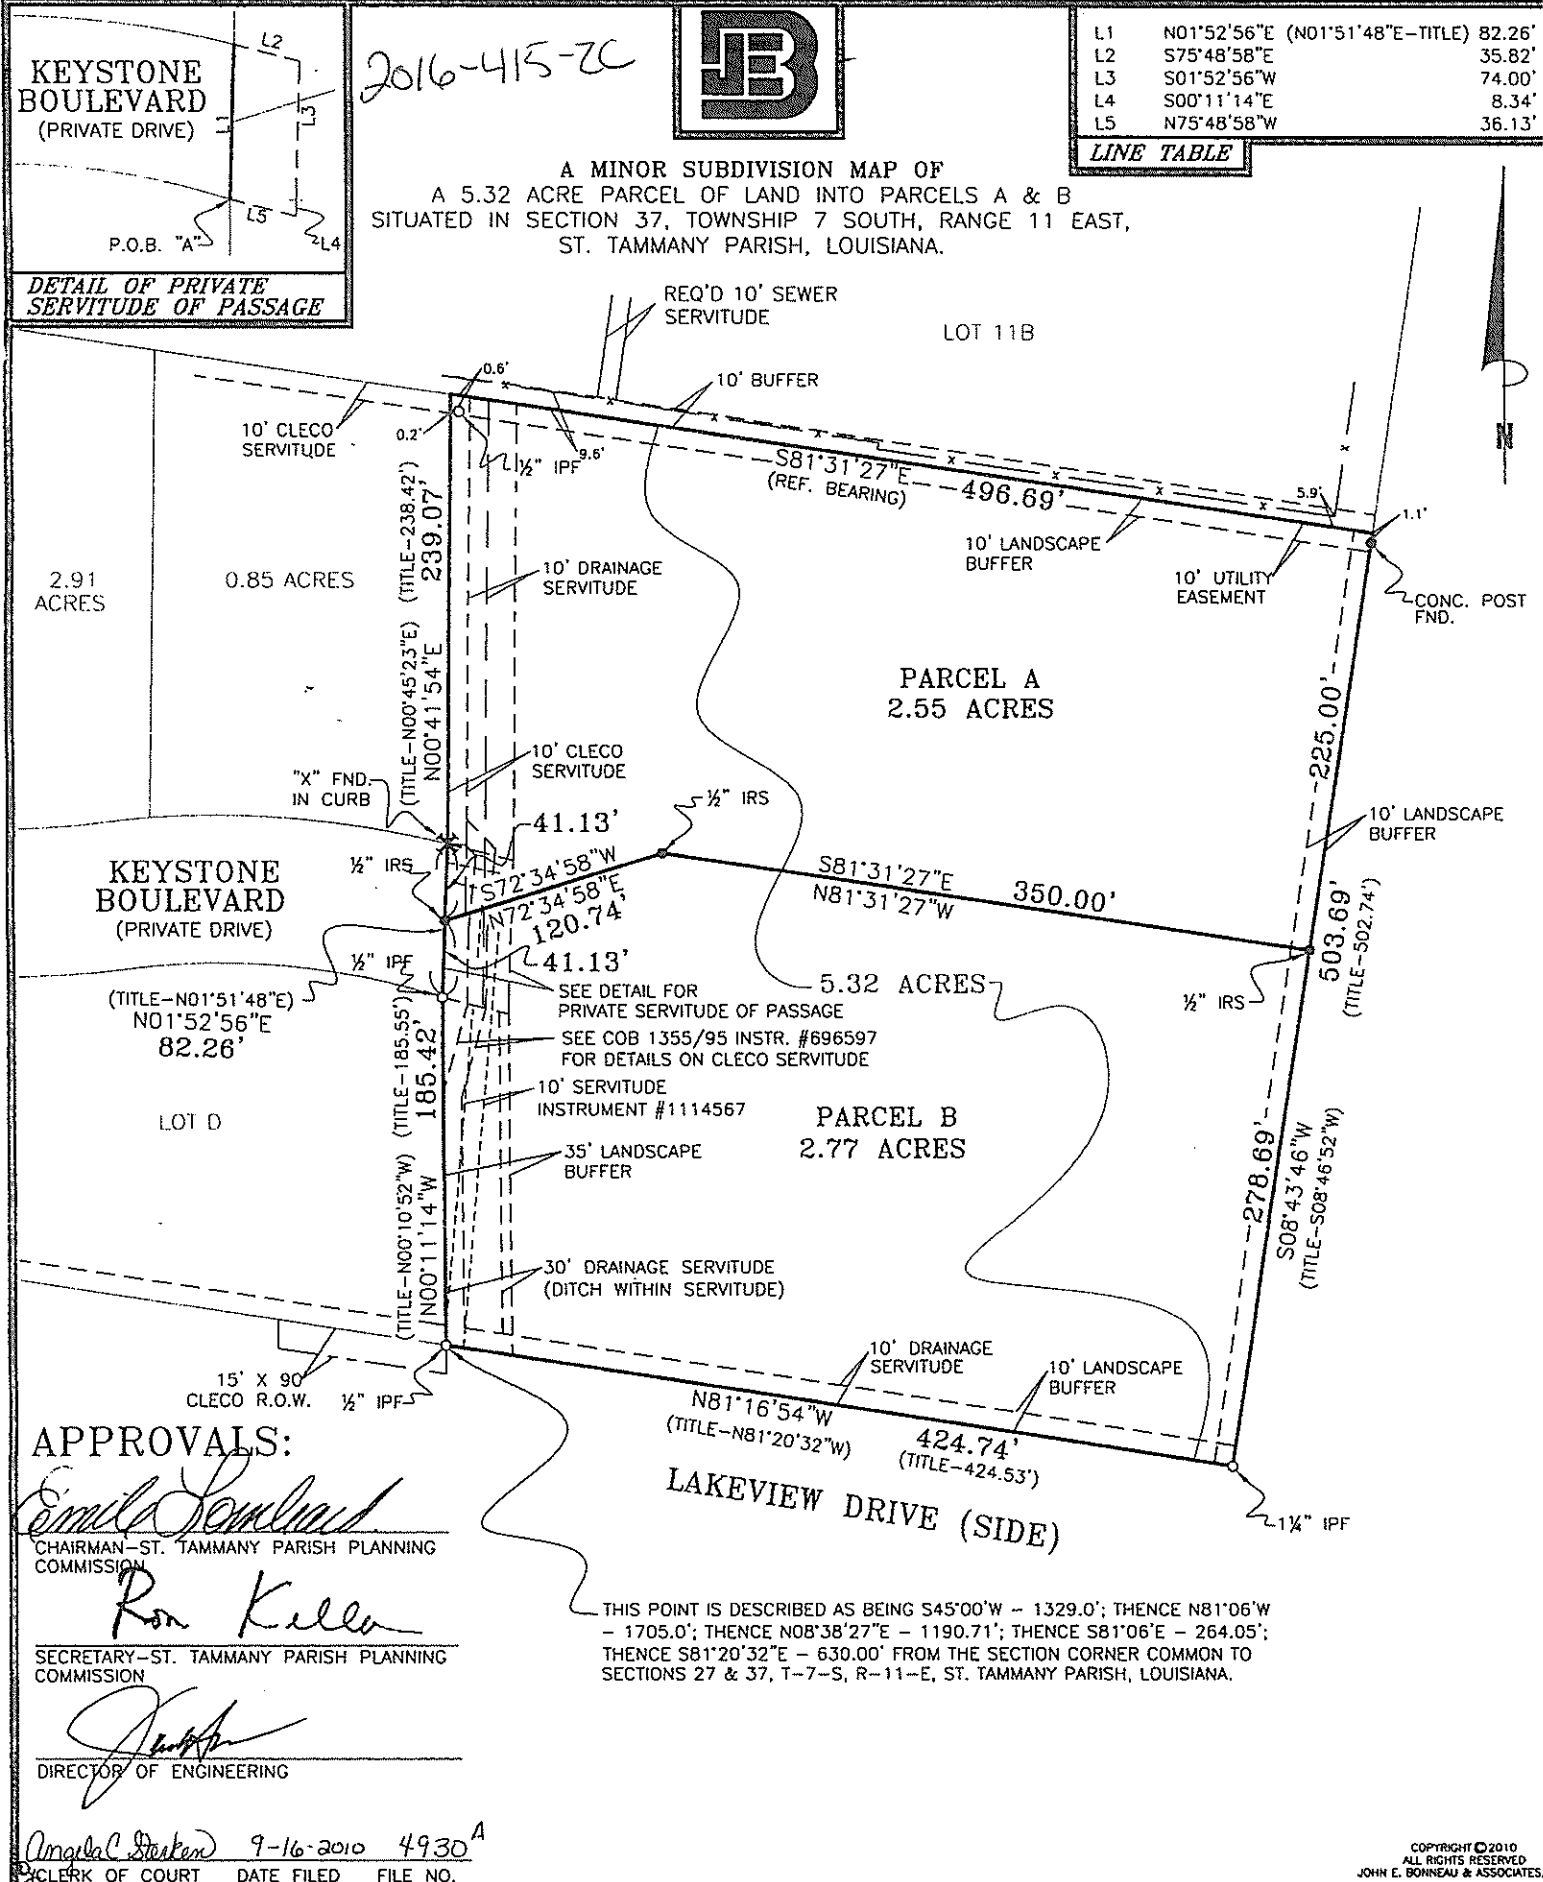 KEYSTONE
BOULEVARD
(PRIVATE DRIVE)
L2
L3
L5
L4
P.O.B. "A"
DETAIL OF PRIVATE
SERVITUDE OF PASSAGE
2016-415-ZC
JEB
L1 N01°52'56"E (N01°51'48"E-TITLE) 82.26'
L2 S75°48'58"E 35.82'
L3 S01°52'56"W 74.00'
L4 S00°11'14"E 8.34'
L5 N75°48'58"W 36.13'
LINE TABLE
A MINOR SUBDIVISION MAP OF
A 5.32 ACRE PARCEL OF LAND INTO PARCELS A & B
SITUATED IN SECTION 37, TOWNSHIP 7 SOUTH, RANGE 11 EAST,
ST. TAMMANY PARISH, LOUISIANA.
REQ'D 10' SEWER
SERVITUDE
LOT 11B
N
0.6'
10' BUFFER
10' CLECO
SERVITUDE
0.2'
½" IPF
9.6'
S81°31'27"E
(REF. BEARING)
496.69'
5.9'
1.1'
10' LANDSCAPE
BUFFER
10' UTILITY
EASEMENT
CONC. POST
FND.
2.91
ACRES
0.85 ACRES
(TITLE-N00°45'23"E) (TITLE-238.42')
N00°41'54"E 239.07'
10' DRAINAGE
SERVITUDE
PARCEL A
2.55 ACRES
225.00'
10' CLECO
SERVITUDE
"X" FND.
IN CURB
½" IRS
41.13'
½" IRS
10' LANDSCAPE
BUFFER
KEYSTONE
BOULEVARD
(PRIVATE DRIVE)
S72°34'58"W
N72°34'58"E
120.74'
S81°31'27"E
N81°31'27"W
350.00'
503.69'
(TITLE-502.74')
½" IPF
41.13'
½" IRS
(TITLE-N01°51'48"E)
N01°52'56"E
82.26'
SEE DETAIL FOR
PRIVATE SERVITUDE OF PASSAGE
5.32 ACRES
SEE COB 1355/95 INSTR. #696597
FOR DETAILS ON CLECO SERVITUDE
10' SERVITUDE
INSTRUMENT #1114567
LOT D
(TITLE-N00°10'52"W) (TITLE-185.55')
N00°11'14"W 185.42'
PARCEL B
2.77 ACRES
35' LANDSCAPE
BUFFER
278.69'
S08°43'46"W
(TITLE-S08°46'52"W)
30' DRAINAGE SERVITUDE
(DITCH WITHIN SERVITUDE)
15' X 90'
CLECO R.O.W.
½" IPF
10' DRAINAGE
SERVITUDE
10' LANDSCAPE
BUFFER
N81°16'54"W
(TITLE-N81°20'32"W)
424.74'
(TITLE-424.53')
LAKEVIEW DRIVE (SIDE)
1¼" IPF
APPROVALS:
CHAIRMAN-ST. TAMMANY PARISH PLANNING
COMMISSION
Ron Keller
SECRETARY-ST. TAMMANY PARISH PLANNING
COMMISSION
DIRECTOR OF ENGINEERING
THIS POINT IS DESCRIBED AS BEING S45°00'W - 1329.0'; THENCE N81°06'W
- 1705.0'; THENCE N08°38'27"E - 1190.71'; THENCE S81°06'E - 264.05';
THENCE S81°20'32"E - 630.00' FROM THE SECTION CORNER COMMON TO
SECTIONS 27 & 37, T-7-S, R-11-E, ST. TAMMANY PARISH, LOUISIANA.
Angela C 9-16-2010 4930A
CLERK OF COURT DATE FILED FILE NO.
COPYRIGHT © 2010
ALL RIGHTS RESERVED
JOHN E. BONNEAU & ASSOCIATES,